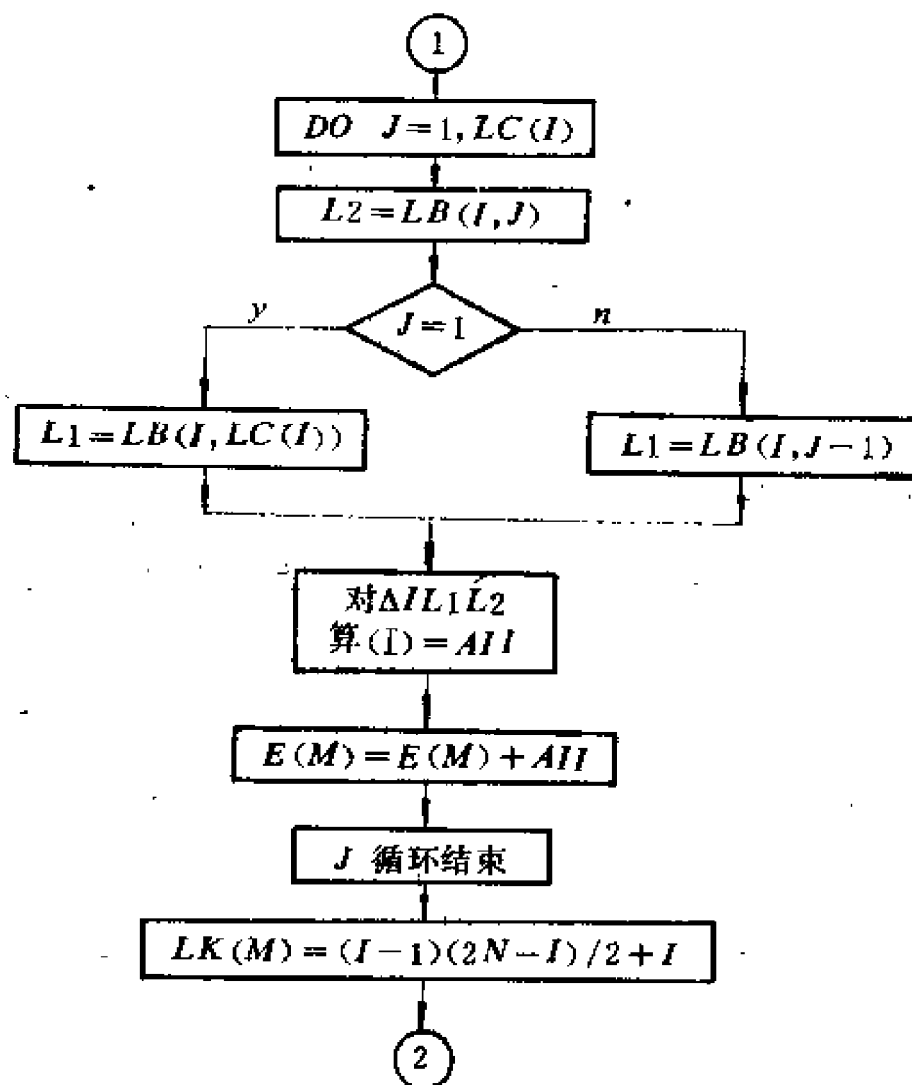 1
DO J=1, LC(I)
L2=LB(I,J)
y
J=1
n
L1=LB(I,LC(I))
L1=LB(I,J-1)
对ΔIL1L2
算(I)=AII
E(M)=E(M)+AII
J 循环结束
LK(M)=(I-1)(2N-I)/2+I
2